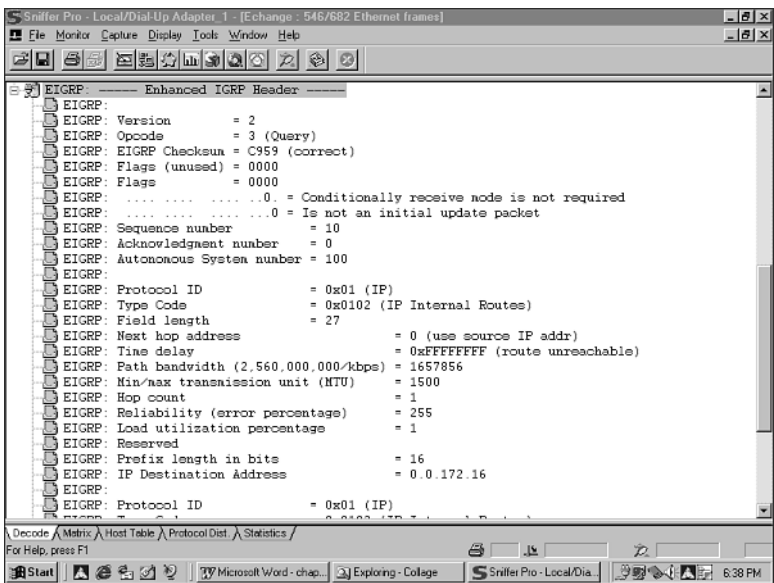 Sniffer Pro - Local/Dial-Up Adapter_1 - [Echange : 546/682 Ethernet frames]
File Monitor Capture Display Tools Window Help
EIGRP: ----- Enhanced IGRP Header -----
EIGRP:
EIGRP: Version = 2
EIGRP: Opcode = 3 (Query)
EIGRP: EIGRP Checksum = C959 (correct)
EIGRP: Flags (unused) = 0000
EIGRP: Flags = 0000
EIGRP: .... .... .... ..0. = Conditionally receive mode is not required
EIGRP: .... .... .... ...0 = Is not an initial update packet
EIGRP: Sequence number = 10
EIGRP: Acknowledgment number = 0
EIGRP: Autonomous System number = 100
EIGRP:
EIGRP: Protocol ID = 0x01 (IP)
EIGRP: Type Code = 0x0102 (IP Internal Routes)
EIGRP: Field length = 27
EIGRP: Next hop address = 0 (use source IP addr)
EIGRP: Time delay = 0xFFFFFFFF (route unreachable)
EIGRP: Path bandwidth (2,560,000,000/kbps) = 1657856
EIGRP: Min/max transmission unit (MTU) = 1500
EIGRP: Hop count = 1
EIGRP: Reliability (error percentage) = 255
EIGRP: Load utilization percentage = 1
EIGRP: Reserved
EIGRP: Prefix length in bits = 16
EIGRP: IP Destination Address = 0.0.172.16
EIGRP:
EIGRP: Protocol ID = 0x01 (IP)
Decode Matrix Host Table Protocol Dist. Statistics
For Help, press F1
Start Microsoft Word - chap... Exploring - Collage Sniffer Pro - Local/Dia... 6:38 PM